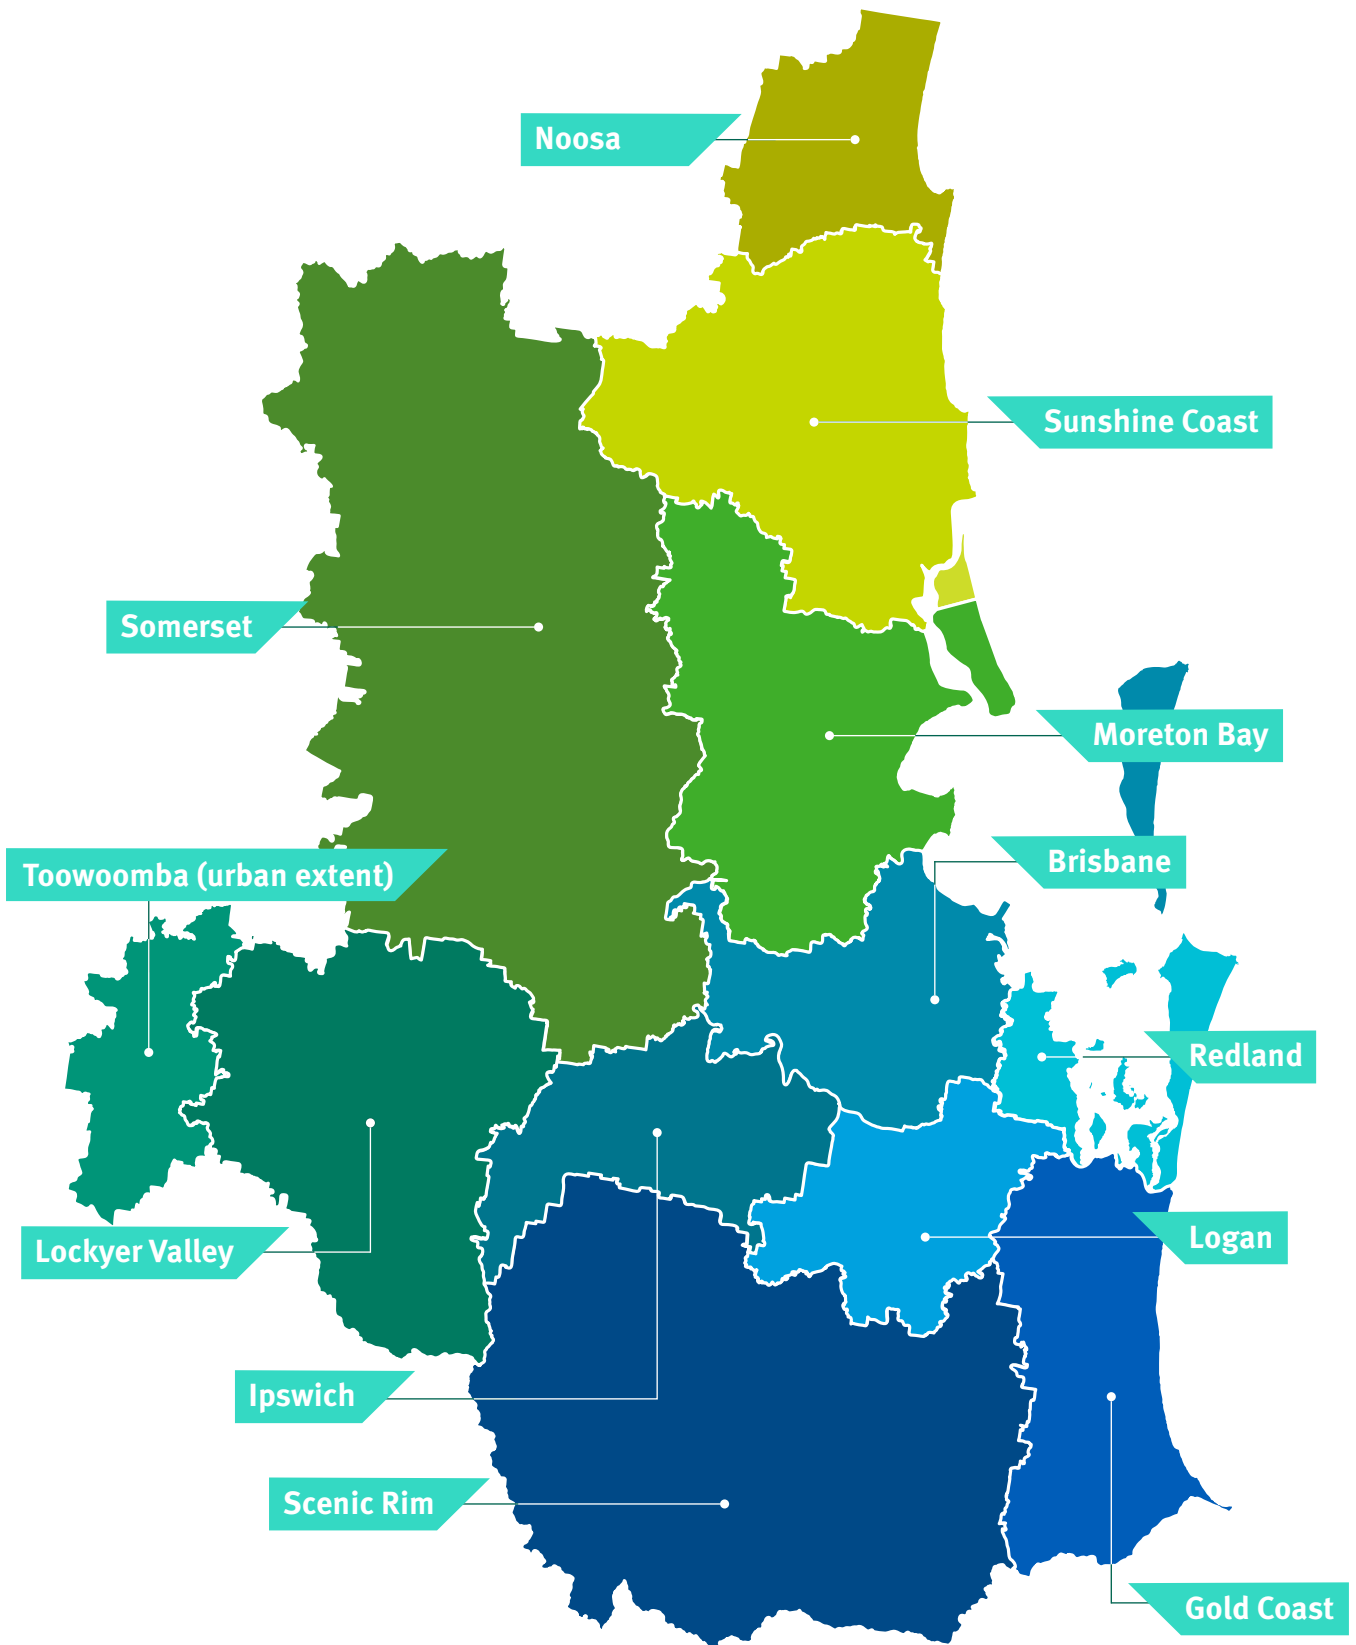 Noosa
Sunshine Coast
Somerset
Moreton Bay
Brisbane
Toowoomba (urban extent)
Redland
Logan
Lockyer Valley
Ipswich
Scenic Rim
Gold Coast